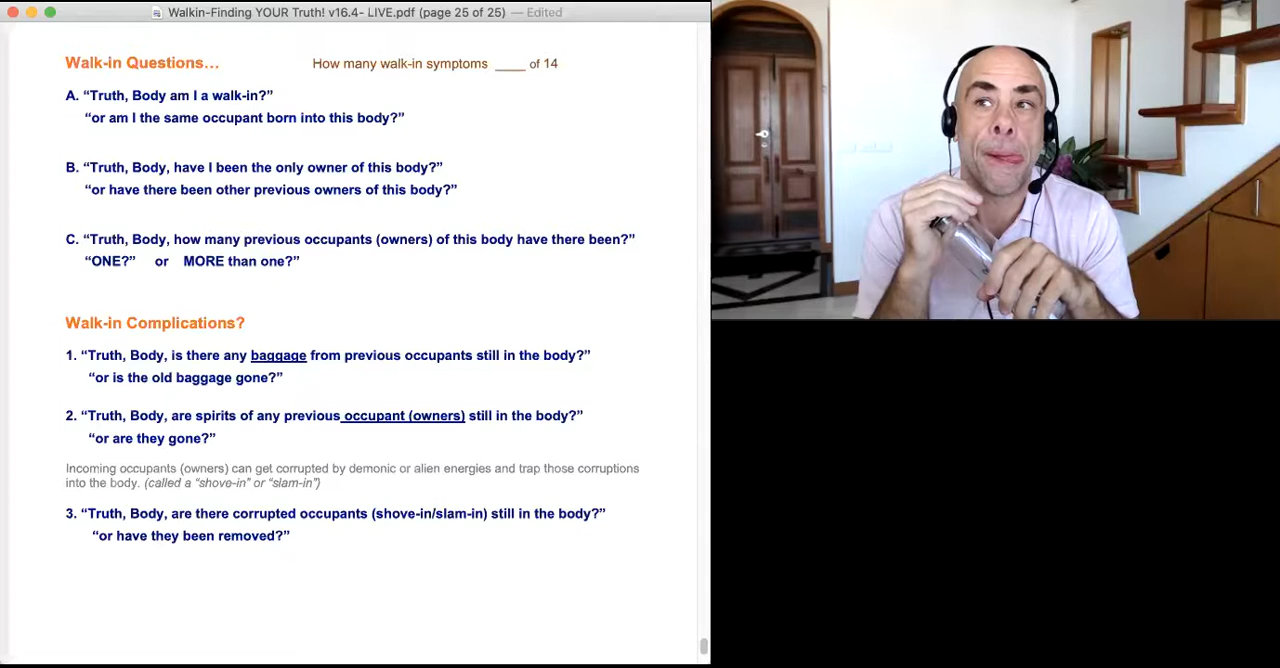 Walkin-Finding YOUR Truth! v16.4- LIVE.pdf (page 25 of 25) — Edited
Walk-in Questions… How many walk-in symptoms ____ of 14
A. “Truth, Body am I a walk-in?”
“or am I the same occupant born into this body?”
B. “Truth, Body, have I been the only owner of this body?”
“or have there been other previous owners of this body?”
C. “Truth, Body, how many previous occupants (owners) of this body have there been?”
“ONE?” or MORE than one?”
Walk-in Complications?
1. “Truth, Body, is there any baggage from previous occupants still in the body?”
“or is the old baggage gone?”
2. “Truth, Body, are spirits of any previous occupant (owners) still in the body?”
“or are they gone?”
Incoming occupants (owners) can get corrupted by demonic or alien energies and trap those corruptions
into the body. (called a “shove-in” or “slam-in”)
3. “Truth, Body, are there corrupted occupants (shove-in/slam-in) still in the body?”
“or have they been removed?”